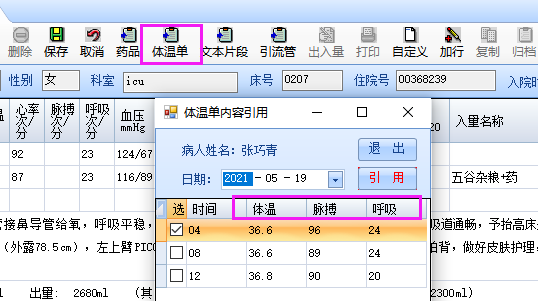 删除 保存 取消 药品 体温单 文本片段 引流管 出入量 打印 自定义 加行 复制 归档
性别 女 科室 icu 床号 0207 住院号 00368239 入院时
心率次/分 脉搏次/分 呼吸次/分 血压mmHg 20 入量名称
92 23 124/67
87 23 116/89 五谷杂粮+药
体温单内容引用
病人姓名: 张巧青 退 出
日期: 2021-05-19 引 用
选 时间 体温 脉搏 呼吸
04 36.6 96 24
08 36.6 89 24
12 36.8 90 20
接鼻导管给氧，呼吸平稳， 吸道通畅，予抬高床
（外露78.5cm），左上臂PICC 拍背，做好皮肤护理，
ml 出量: 2680ml (其 2300ml)